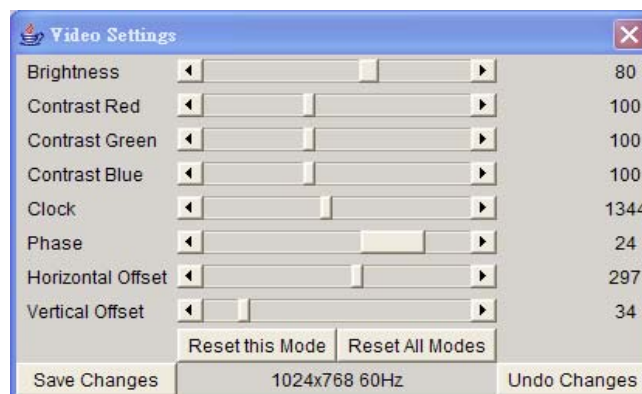 Video Settings
Brightness 80
Contrast Red 100
Contrast Green 100
Contrast Blue 100
Clock 1344
Phase 24
Horizontal Offset 297
Vertical Offset 34
Reset this Mode Reset All Modes
Save Changes 1024x768 60Hz Undo Changes